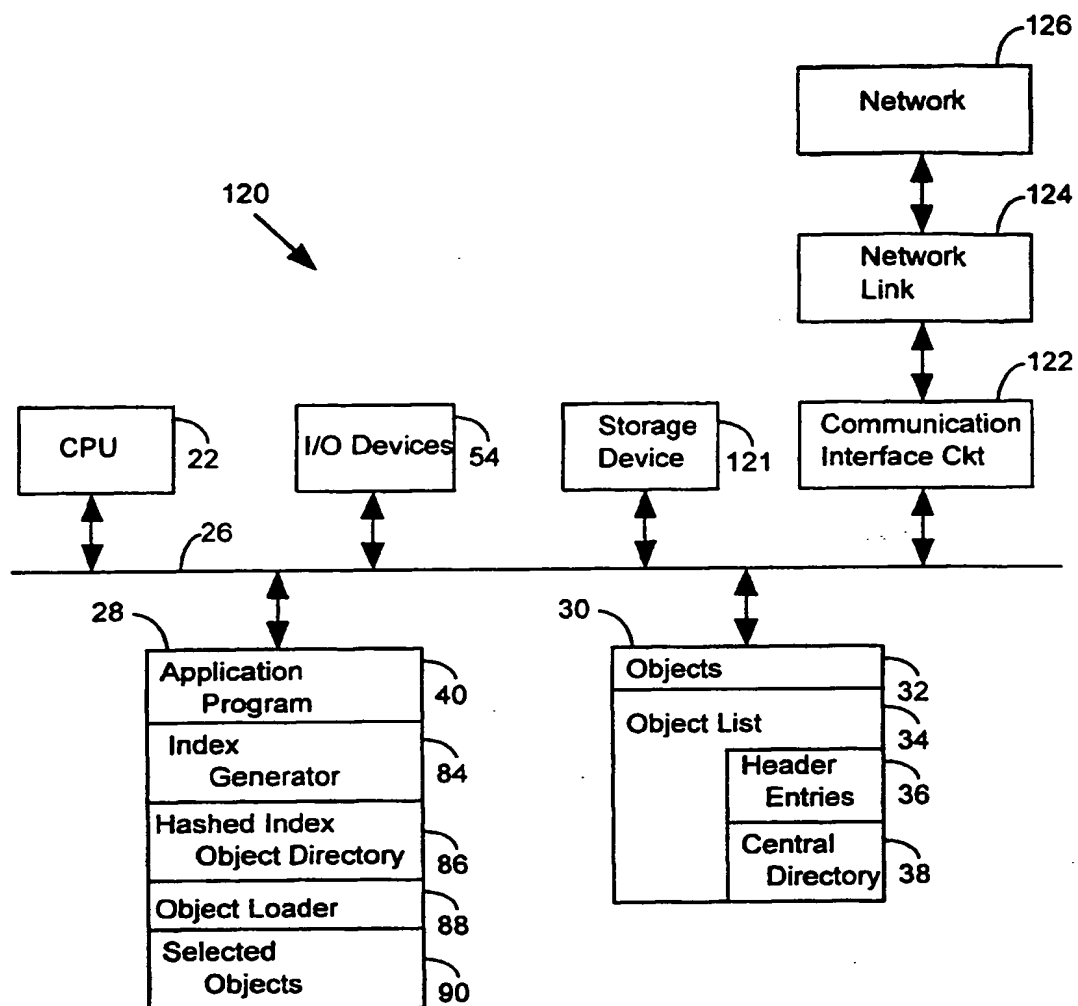 126
Network
124
Network
Link
120
122
CPU
22
I/O Devices
54
Storage
Device
121
Communication
Interface Ckt
26
28
Application
Program
40
Index
Generator
84
Hashed Index
Object Directory
86
Object Loader
88
Selected
Objects
90
30
Objects
32
Object List
34
Header
Entries
36
Central
Directory
38